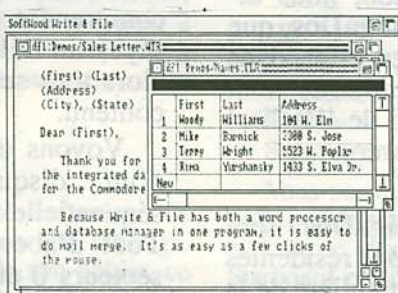 SoftWood Write & File
df1:Demos/Sales Letter.WTR
df1:Demos/Names.FLR
<First> <Last>
<Address>
<City>, <State>
First Last Address
1 Woody Williams 104 W. Elm
2 Mike Barnick 2300 S. Jose
3 Terry Wright 5523 W. Poplar
4 Xima Yurshansky 1433 S. Elva Dr.
New
Dear <First>,
Thank you for
the integrated da
for the Commodore
Because Write & File has both a word processor
and database manager in one program, it is easy to
do mail merge. It's as easy as a few clicks of
the mouse.